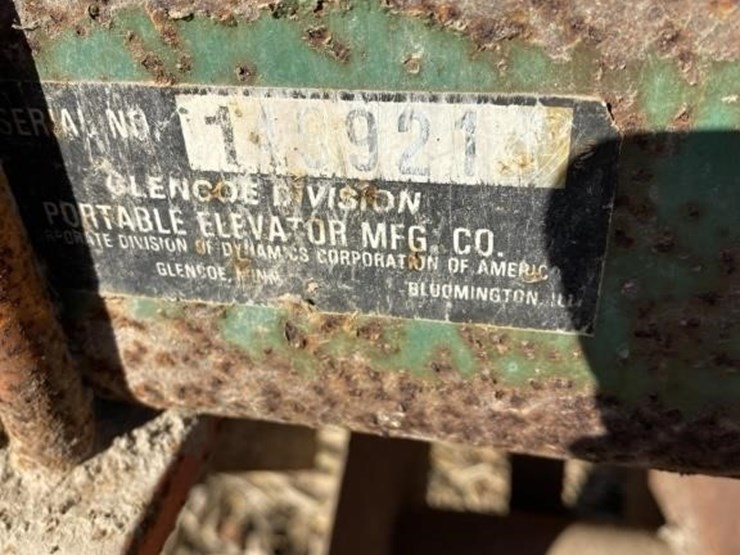 SERIAL NO.
GLENCOE DIVISION
PORTABLE ELEVATOR MFG. CO.
DIVISION OF DYNAMICS CORPORATION OF AMERICA
GLENCOE, MINN.
BLOOMINGTON, ILL.